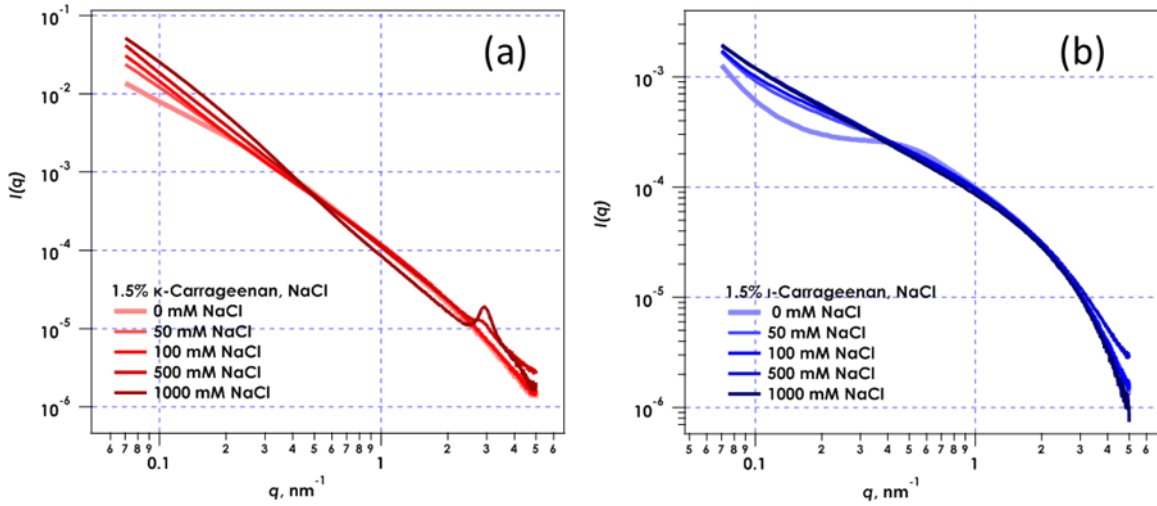 (a)
10⁻¹
10⁻²
10⁻³
10⁻⁴
10⁻⁵
10⁻⁶
I(q)
1.5% κ-Carrageenan, NaCl
0 mM NaCl
50 mM NaCl
100 mM NaCl
500 mM NaCl
1000 mM NaCl
6 7 8 9 0.1 2 3 4 5 6 7 8 9 1 2 3 4 5 6
q, nm⁻¹
(b)
10⁻³
10⁻⁴
10⁻⁵
10⁻⁶
I(q)
1.5% ι-Carrageenan, NaCl
0 mM NaCl
50 mM NaCl
100 mM NaCl
500 mM NaCl
1000 mM NaCl
5 6 7 8 9 0.1 2 3 4 5 6 7 8 9 1 2 3 4 5 6
q, nm⁻¹